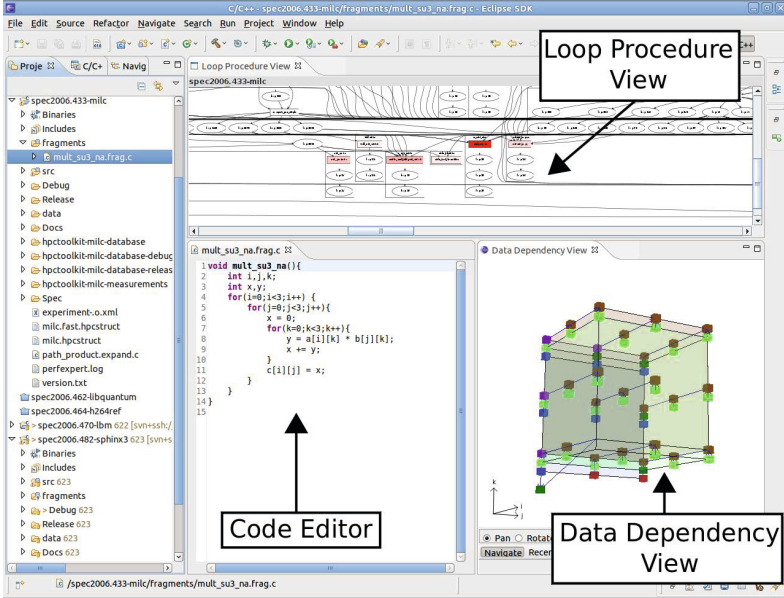 C/C++ - spec2006.433-milc/fragments/mult_su3_na.frag.c - Eclipse SDK
File Edit Source Refactor Navigate Search Run Project Window Help
Proje C/C++ Navig
Loop Procedure View
spec2006.433-milc
Loop Procedure
View
spec2006.433-milc
Binaries
Includes
fragments
mult_su3_na.frag.c
src
Debug
Release
data
Docs
hpctoolkit-milc-database
hpctoolkit-milc-database-debug
hpctoolkit-milc-database-releas
hpctoolkit-milc-measurements
Spec
experiment-.o.xml
milc.fast.hpcstruct
milc.hpcstruct
path_product.expand.c
perfexpert.log
version.txt
spec2006.462-libquantum
spec2006.464-h264ref
> spec2006.470-lbm 622 [svn+ssh:/
> spec2006.482-sphinx3 623 [svn+s
Binaries
Includes
src 623
fragments
> Debug 623
Release 623
data 623
Docs 623
mult_su3_na.frag.c
1 void mult_su3_na(){
2 int i,j,k;
3 int x,y;
4 for(i=0;i<3;i++) {
5 for(j=0;j<3;j++){
6 x = 0;
7 for(k=0;k<3;k++){
8 y = a[i][k] * b[j][k];
9 x += y;
10 }
11 c[i][j] = x;
12 }
13 }
14 }
15
Code Editor
Data Dependency View
k
i
j
Pan Rotat
Navigate Recen
Data Dependency
View
/spec2006.433-milc/fragments/mult_su3_na.frag.c